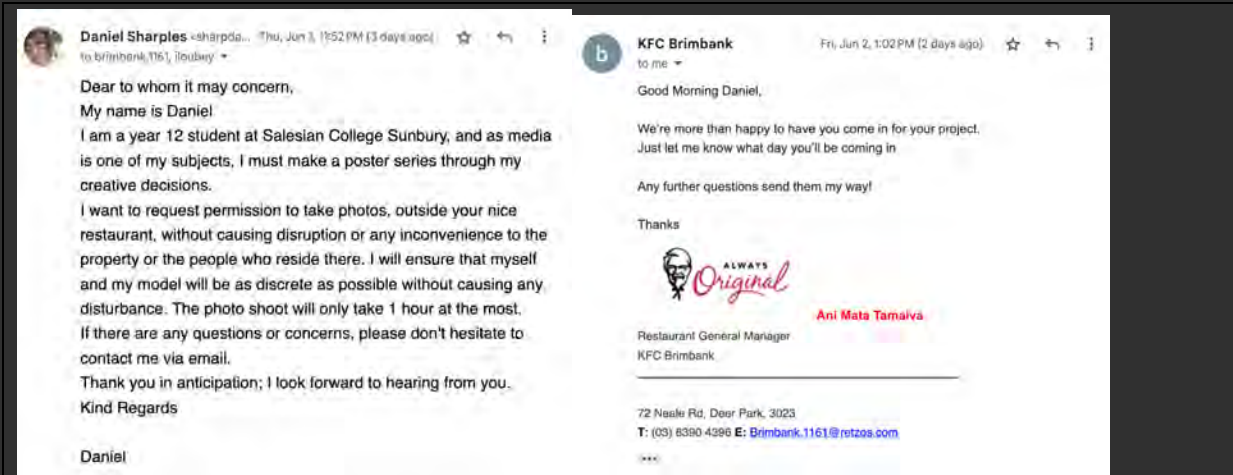 Daniel Sharples <sharpda... Thu, Jun 1, 11:52 PM (3 days ago)
to brimbank.1161,
Dear to whom it may concern,
My name is Daniel
I am a year 12 student at Salesian College Sunbury, and as media
is one of my subjects, I must make a poster series through my
creative decisions.
I want to request permission to take photos, outside your nice
restaurant, without causing disruption or any inconvenience to the
property or the people who reside there. I will ensure that myself
and my model will be as discrete as possible without causing any
disturbance. The photo shoot will only take 1 hour at the most.
If there are any questions or concerns, please don't hesitate to
contact me via email.
Thank you in anticipation; I look forward to hearing from you.
Kind Regards
Daniel
b
KFC Brimbank Fri, Jun 2, 1:02 PM (2 days ago)
to me
Good Morning Daniel,
We're more than happy to have you come in for your project.
Just let me know what day you'll be coming in
Any further questions send them my way!
Thanks
ALWAYS
Original
Ani Mata Tamaiva
Restaurant General Manager
KFC Brimbank
72 Neale Rd, Deer Park, 3023
T: (03) 8390 4396 E: Brimbank.1161@retzos.com
...